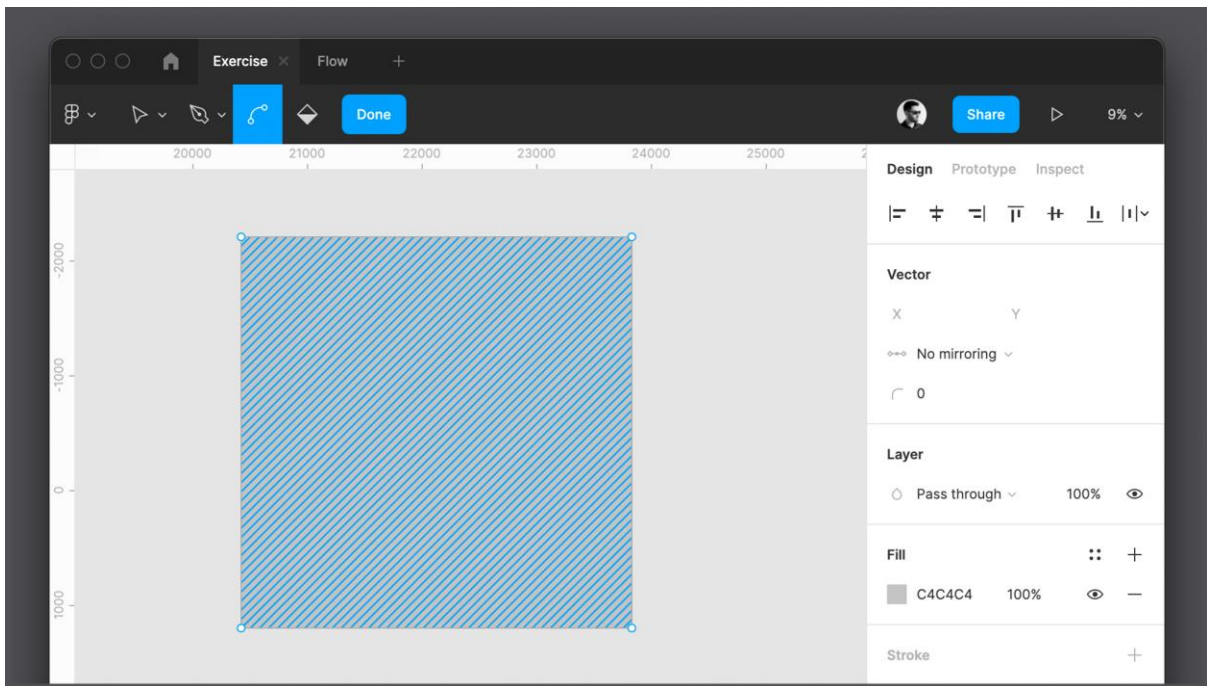 Exercise
Flow
Done
Share
9%
20000 21000 22000 23000 24000 25000
-2000
-1000
0
1000
Design Prototype Inspect
Vector
X Y
No mirroring
0
Layer
Pass through 100%
Fill
C4C4C4 100%
Stroke